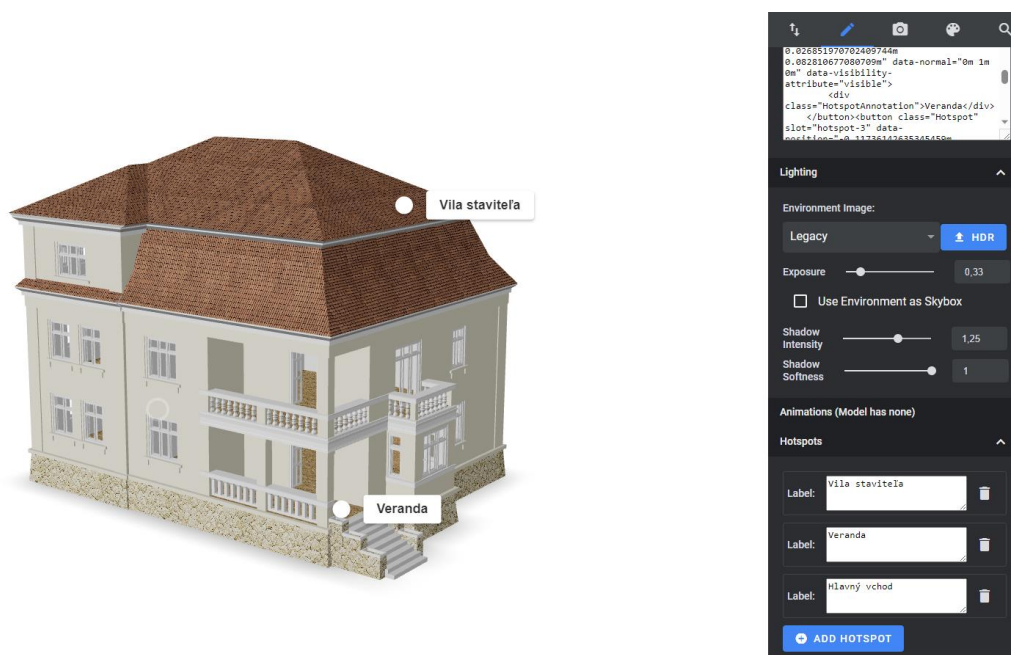 Vila staviteľa
Veranda
0.026851970702409744m
0.082810677080709m" data-normal="0m 1m
0m" data-visibility-
attribute="visible">
<div
class="HotspotAnnotation">Veranda</div>
</button><button class="Hotspot"
slot="hotspot-3" data-
position="-0.11736142635345459m
Lighting
Environment Image:
Legacy
HDR
Exposure
0,33
Use Environment as Skybox
Shadow
Intensity
1,25
Shadow
Softness
1
Animations (Model has none)
Hotspots
Label:
Vila staviteľa
Label:
Veranda
Label:
Hlavný vchod
ADD HOTSPOT